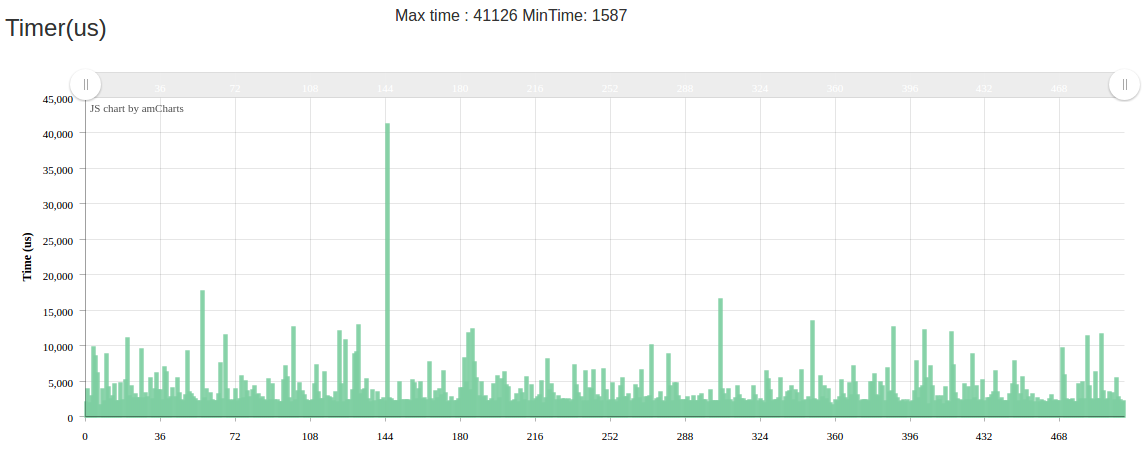 Max time : 41126 MinTime: 1587
Timer(us)
36 72 108 144 180 216 252 288 324 360 396 432 468
JS chart by amCharts
45,000
40,000
35,000
30,000
25,000
20,000
15,000
10,000
5,000
0
Time (us)
0 36 72 108 144 180 216 252 288 324 360 396 432 468